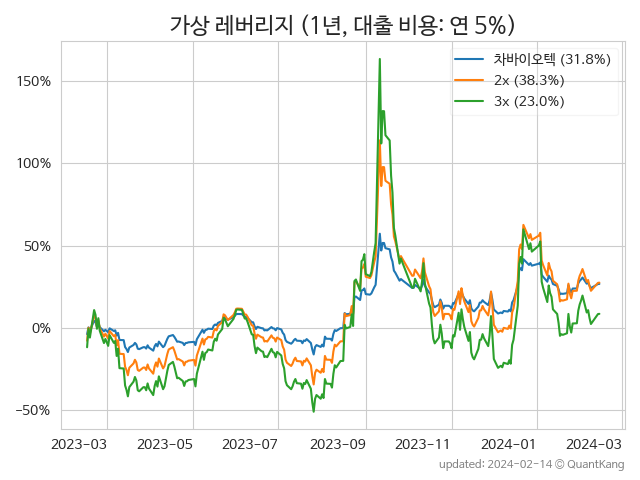 가상 레버리지 (1년, 대출 비용: 연 5%)
차바이오텍 (31.8%)
2x (38.3%)
3x (23.0%)
150%
100%
50%
0%
−50%
2023−03 2023−05 2023−07 2023−09 2023−11 2024−01 2024−03
updated: 2024-02-14 © QuantKang